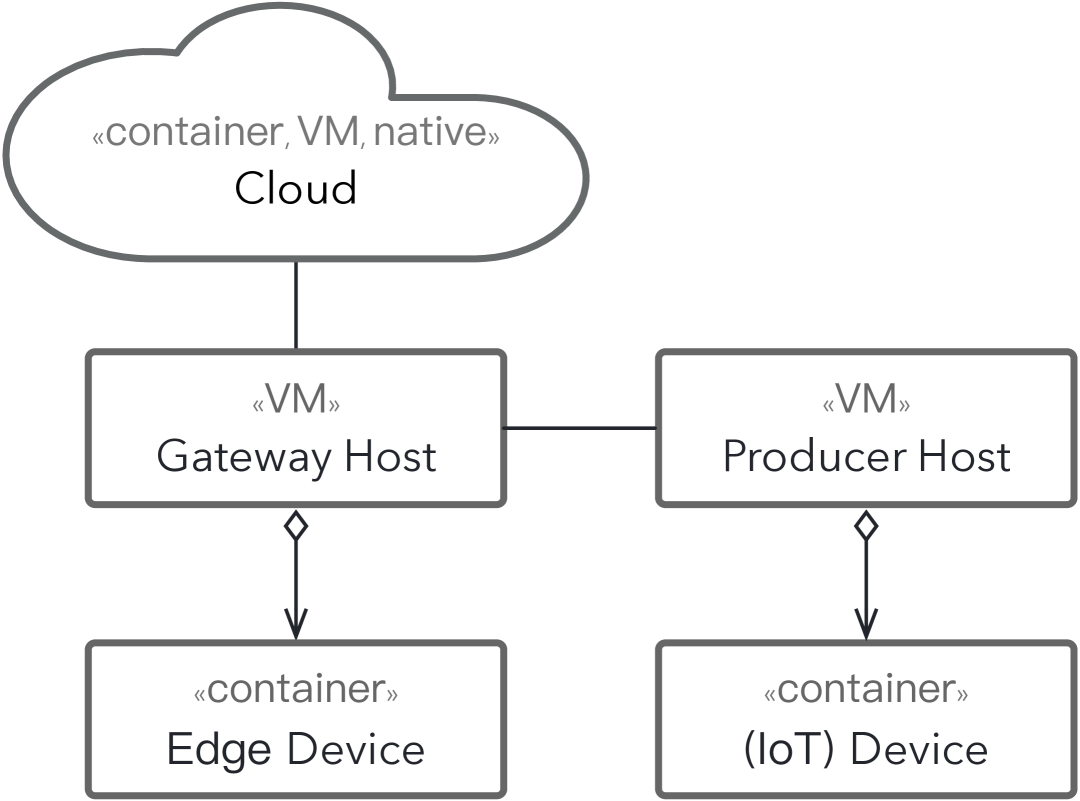 «container, VM, native»
Cloud
«VM»
Gateway Host
«VM»
Producer Host
«container»
Edge Device
«container»
(IoT) Device